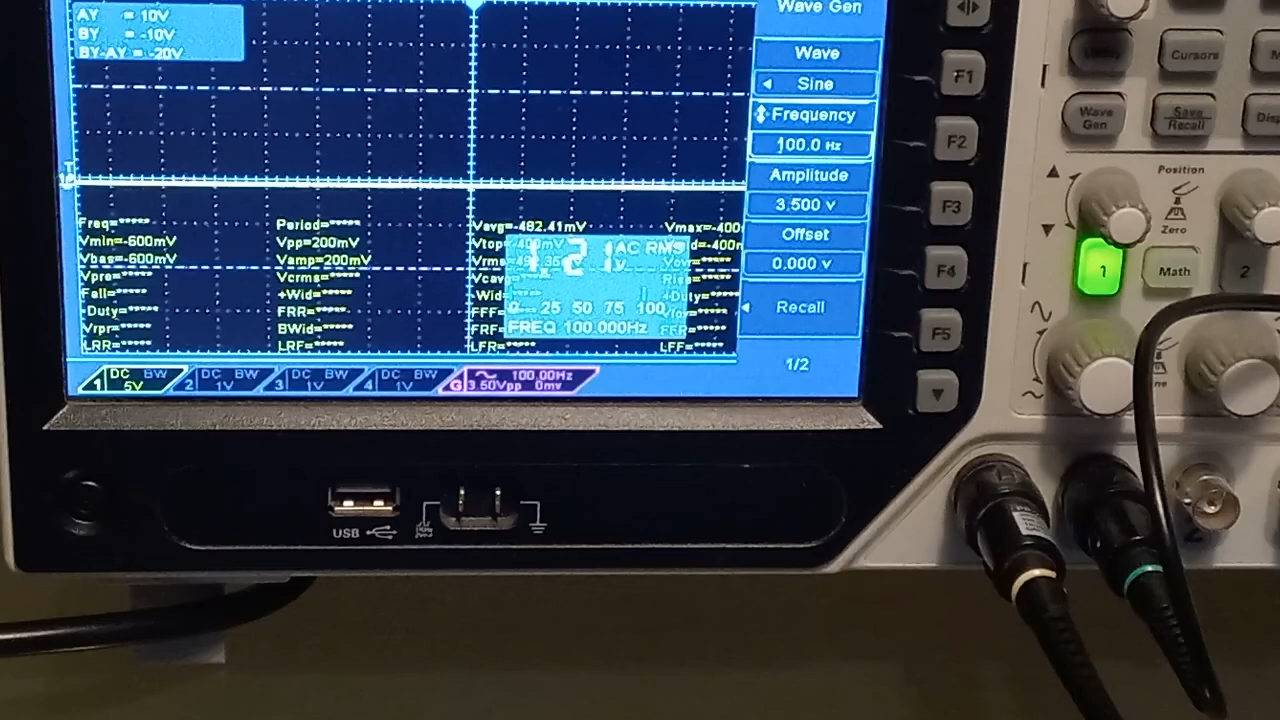 AY = 10V
BY = -10V
BY-AY = -20V
Wave Gen
Wave
Sine
Frequency
100.0 Hz
Amplitude
3.500 V
Offset
0.000 V
Recall
1/2
Freq=*****
Period=*****
Vavg=-482.41mV
Vmax=-400
Vmin=-600mV
Vpp=200mV
Vbas=-600mV
Vamp=200mV
Vpre=*****
Vcrms=*****
Fall=*****
+Wid=*****
-Duty=*****
FRR=*****
Vrpr=*****
BWid=*****
LRR=*****
LRF=*****
LFR=*****
LFF=*****
1.21V
AC RMS
0 25 50 75 100
FREQ 100.000Hz
1 DC BW 5V
2 DC BW 1V
3 DC BW 1V
4 DC BW 1V
G 100.00Hz
3.50Vpp 0mv
F1
F2
F3
F4
F5
Cursors
Wave Gen
Save
Recall
Position
Zero
1
Math
2
USB